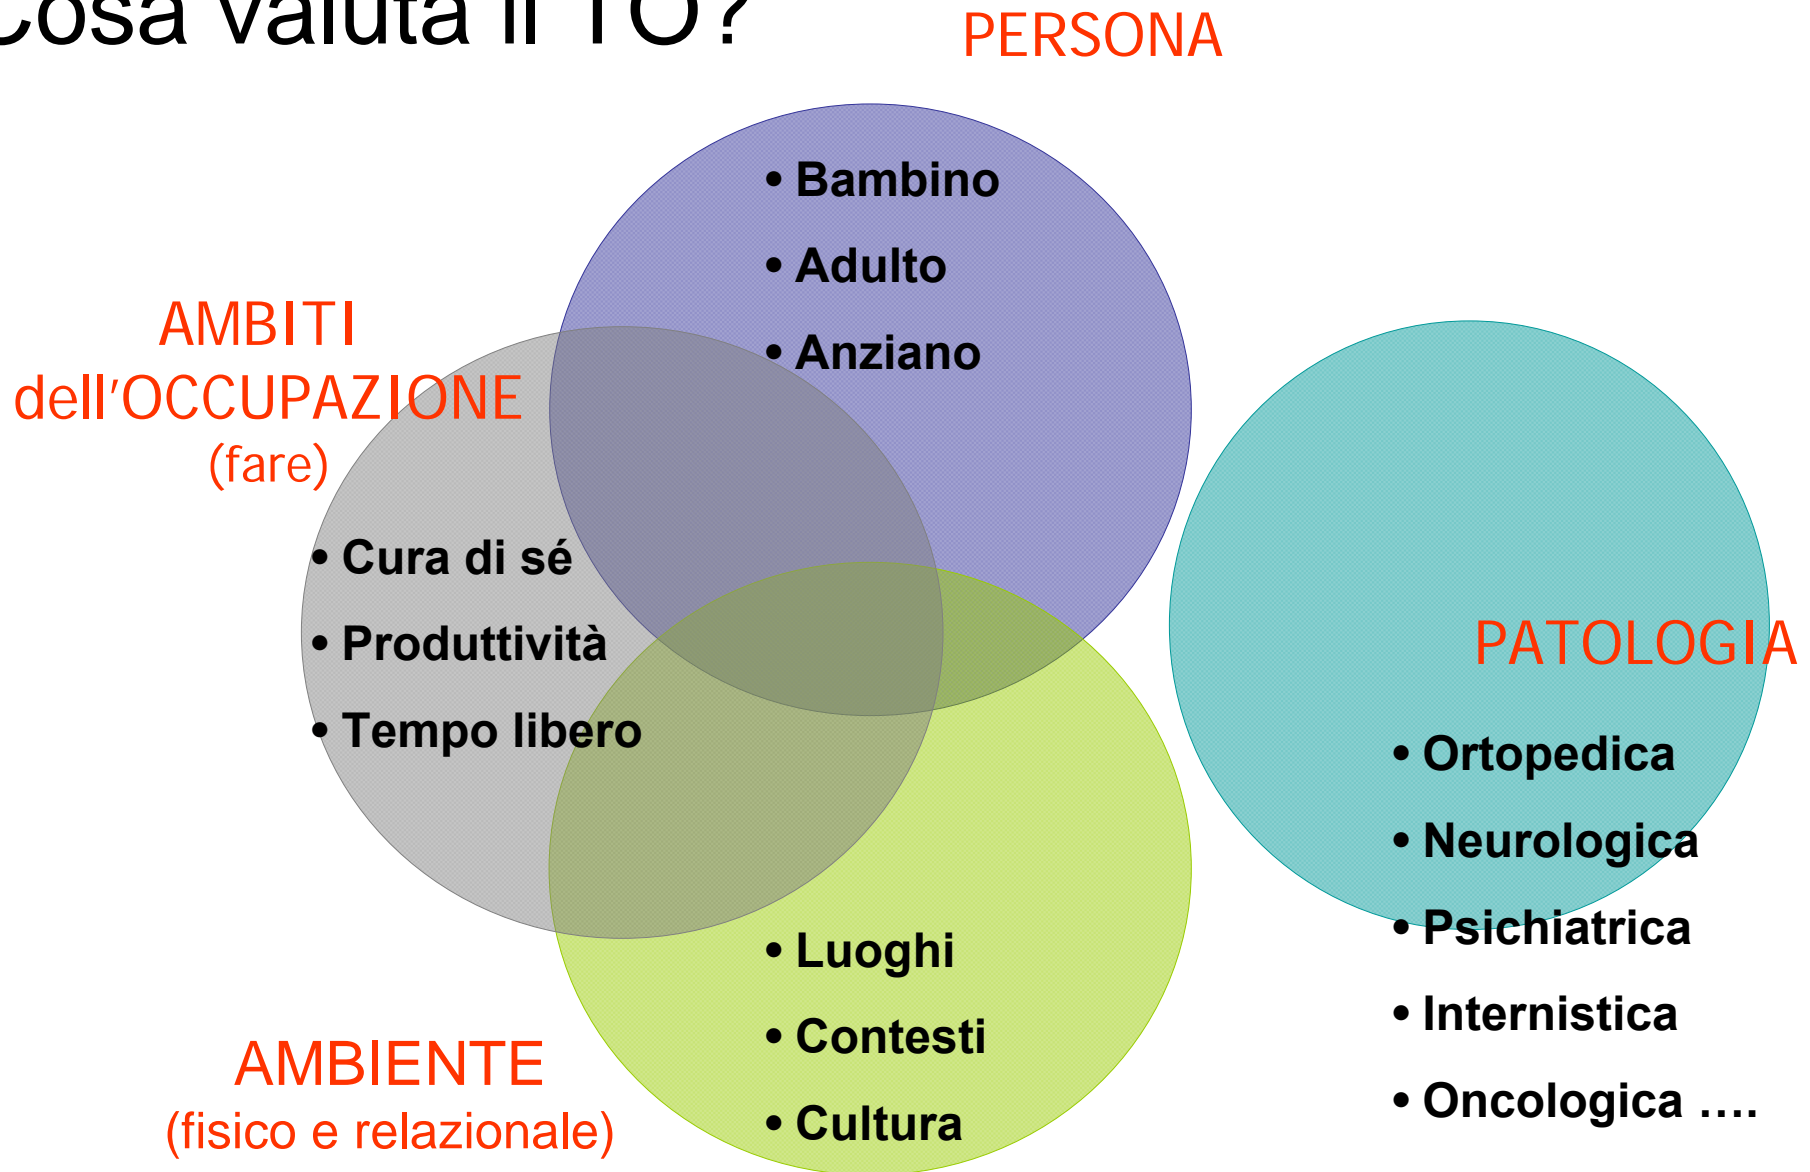 Cosa valuta il TO?
PERSONA
• Bambino
• Adulto
• Anziano
AMBITI
dell'OCCUPAZIONE
(fare)
• Cura di sé
• Produttività
• Tempo libero
PATOLOGIA
• Ortopedica
• Neurologica
• Psichiatrica
• Internistica
• Oncologica ....
AMBIENTE
(fisico e relazionale)
• Luoghi
• Contesti
• Cultura